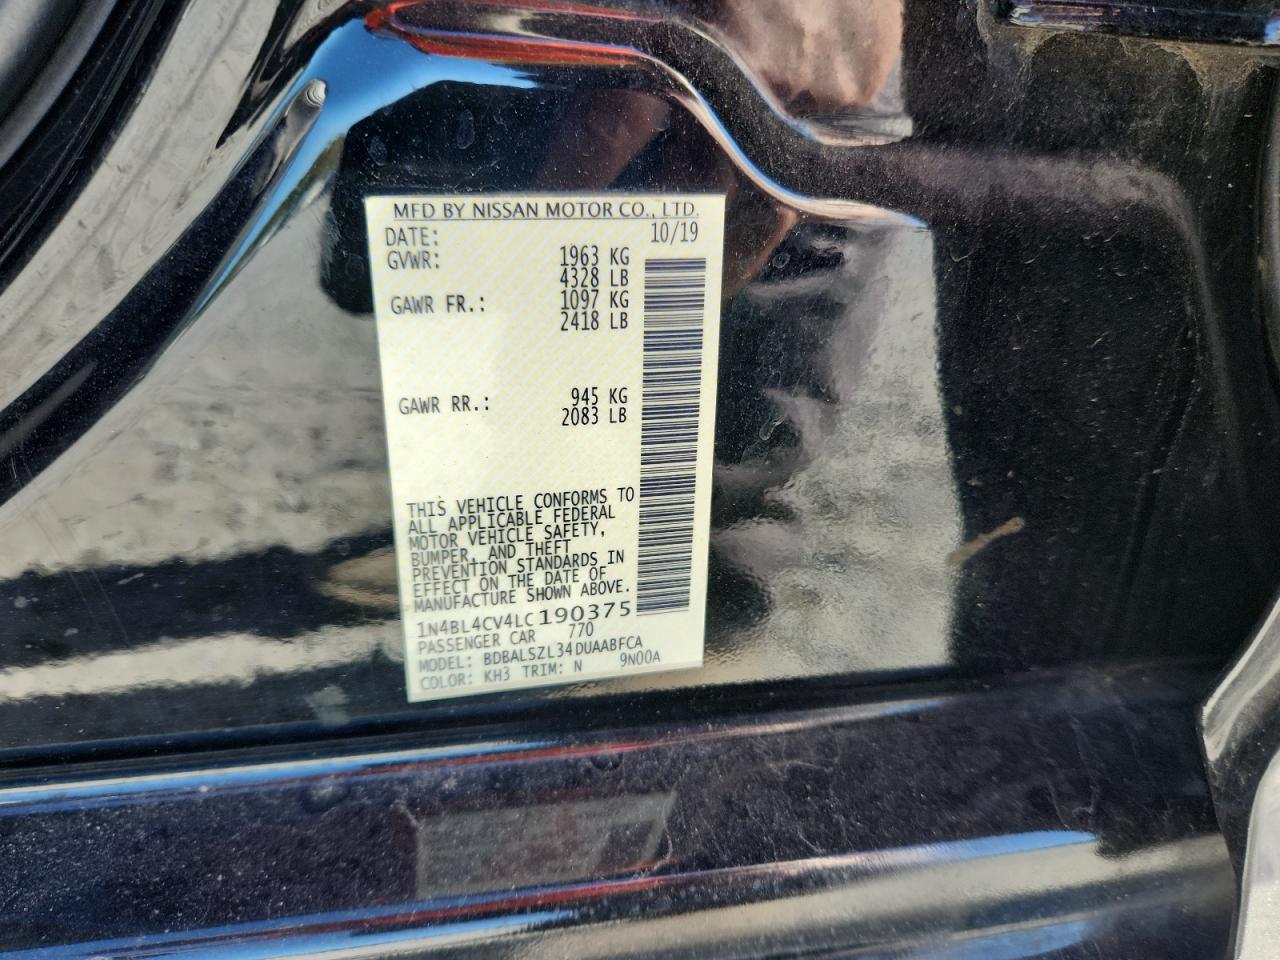 MFD BY NISSAN MOTOR CO., LTD.
DATE: 10/19
GVWR: 1963 KG
4328 LB
GAWR FR.: 1097 KG
2418 LB
GAWR RR.: 945 KG
2083 LB
THIS VEHICLE CONFORMS TO
ALL APPLICABLE FEDERAL
MOTOR VEHICLE SAFETY,
BUMPER, AND THEFT
PREVENTION STANDARDS IN
EFFECT ON THE DATE OF
MANUFACTURE SHOWN ABOVE.
1N4BL4CV4LC190375
PASSENGER CAR 770
MODEL: BDBALSZL34DUAABFCA
COLOR: KH3 TRIM: N 9N00A